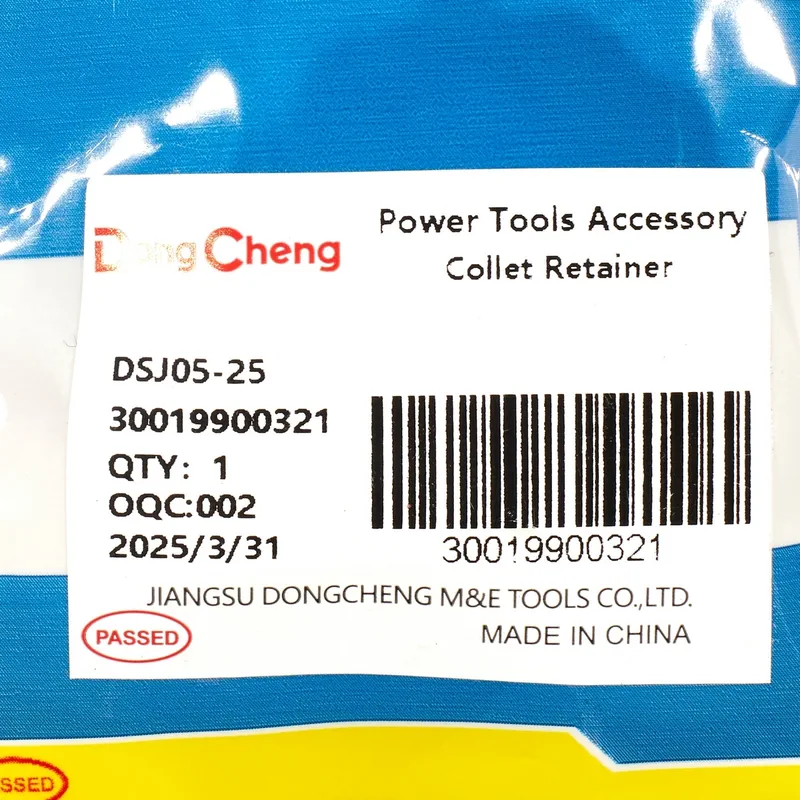 DongCheng
Power Tools Accessory
Collet Retainer
DSJ05-25
30019900321
QTY: 1
OQC:002
2025/3/31
30019900321
JIANGSU DONGCHENG M&E TOOLS CO.,LTD.
PASSED
MADE IN CHINA
SSED